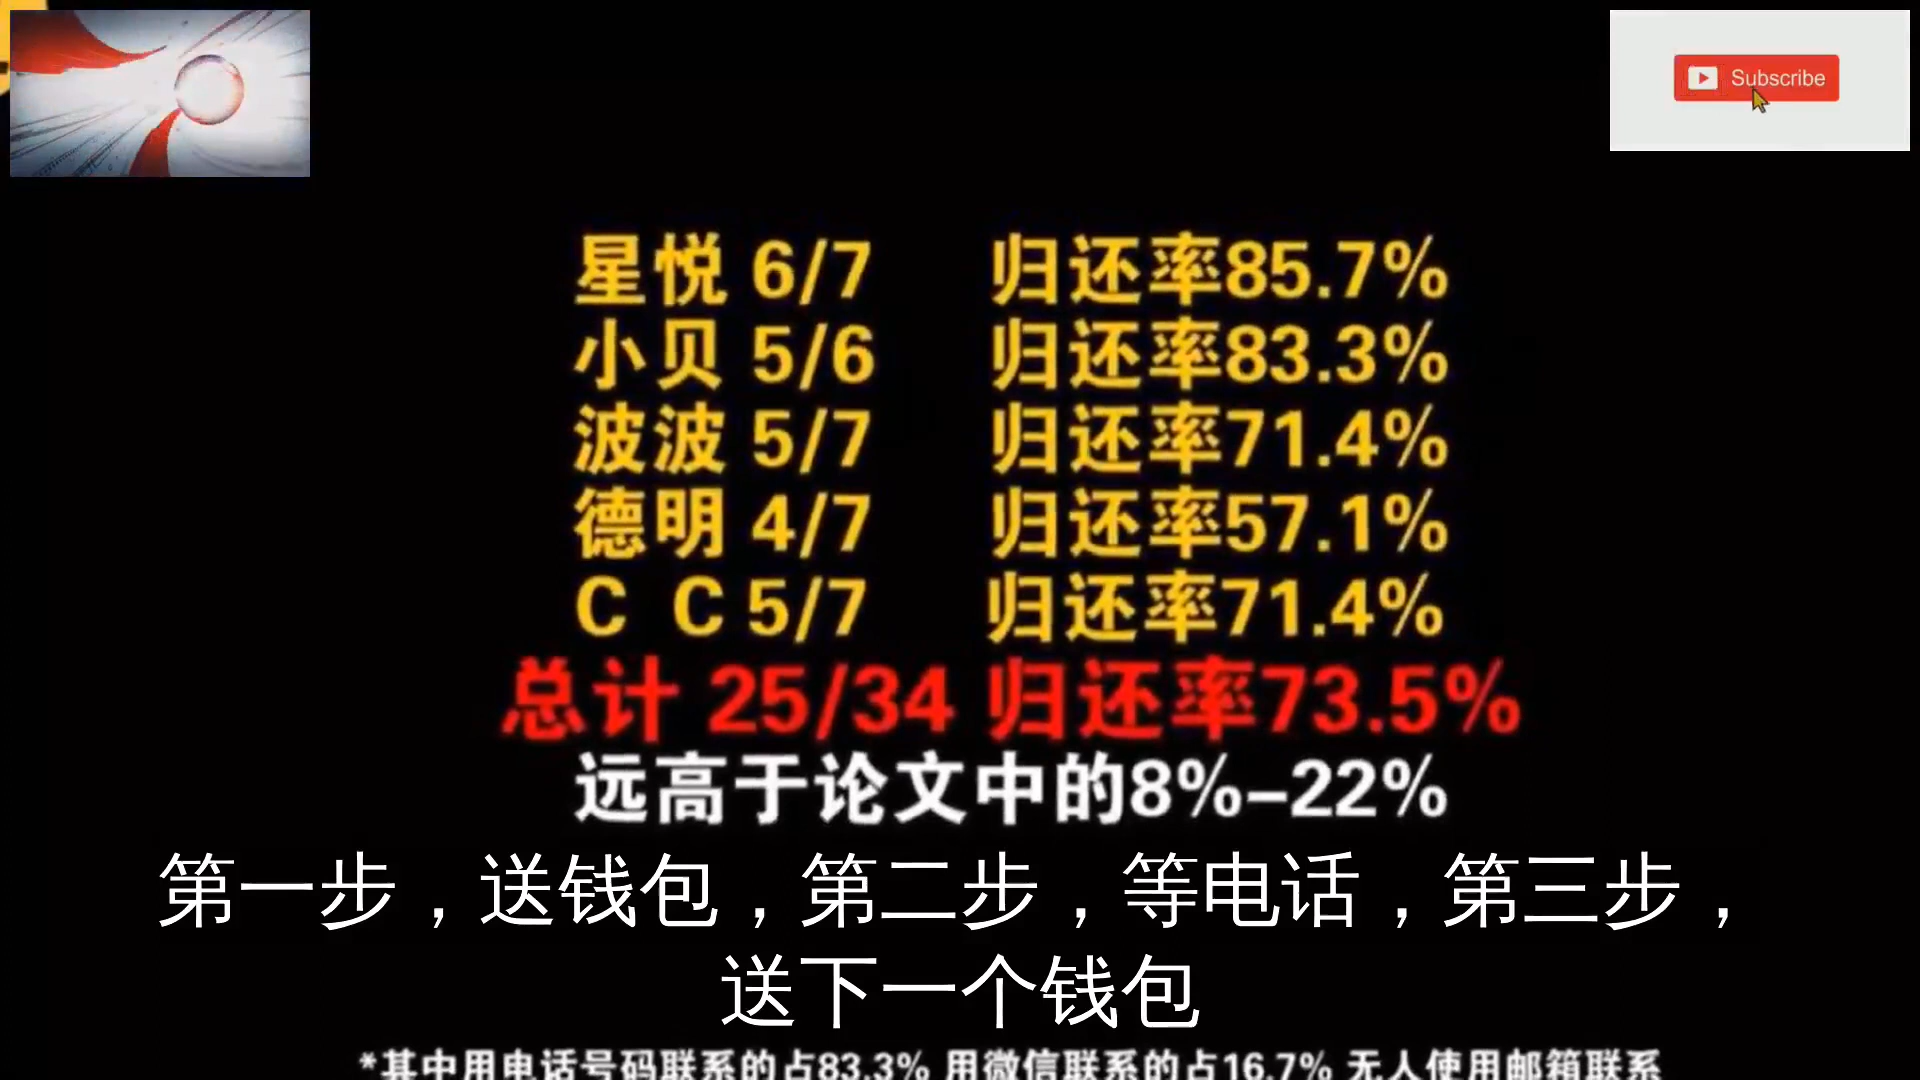 Subscribe
星悦 6/7 归还率85.7%
小贝 5/6 归还率83.3%
波波 5/7 归还率71.4%
德明 4/7 归还率57.1%
C C 5/7 归还率71.4%
总计 25/34 归还率73.5%
远高于论文中的8%–22%
第一步，送钱包，第二步，等电话，第三步，
送下一个钱包
*其中用电话号码联系的占83.3% 用微信联系的占16.7% 无人使用邮箱联系